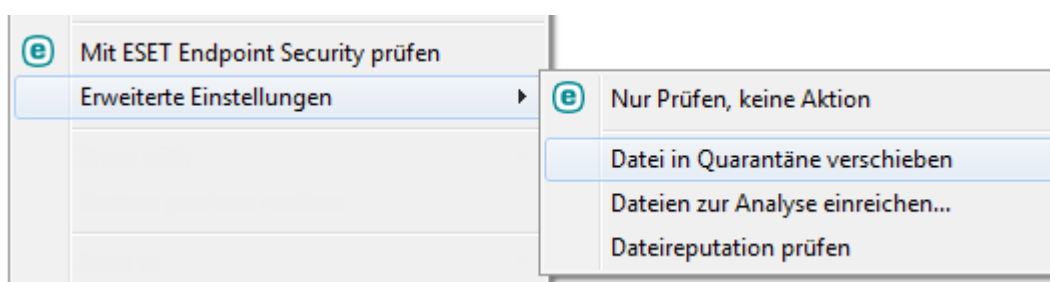 Mit ESET Endpoint Security prüfen
Erweiterte Einstellungen
Nur Prüfen, keine Aktion
Datei in Quarantäne verschieben
Dateien zur Analyse einreichen...
Dateireputation prüfen